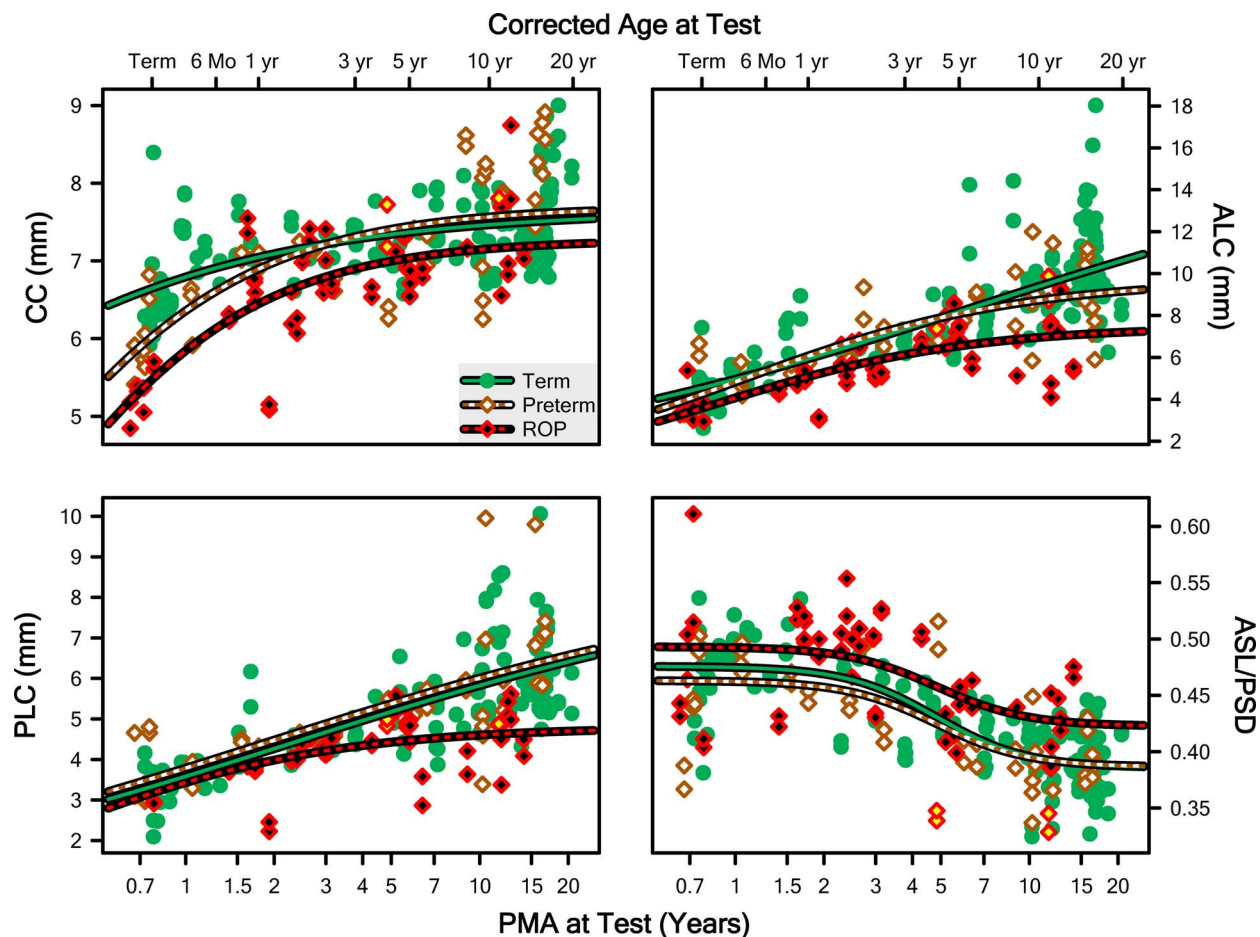 Corrected Age at Test
Term 6 Mo 1 yr 3 yr 5 yr 10 yr 20 yr
Term 6 Mo 1 yr 3 yr 5 yr 10 yr 20 yr
CC (mm)
9
8
7
6
5
Term
Preterm
ROP
ALC (mm)
18
16
14
12
10
8
6
4
2
PLC (mm)
10
9
8
7
6
5
4
3
2
ASL/PSD
0.60
0.55
0.50
0.45
0.40
0.35
0.7 1 1.5 2 3 5 7 10 15 20
0.7 1 1.5 2 3 5 7 10 15 20
PMA at Test (Years)